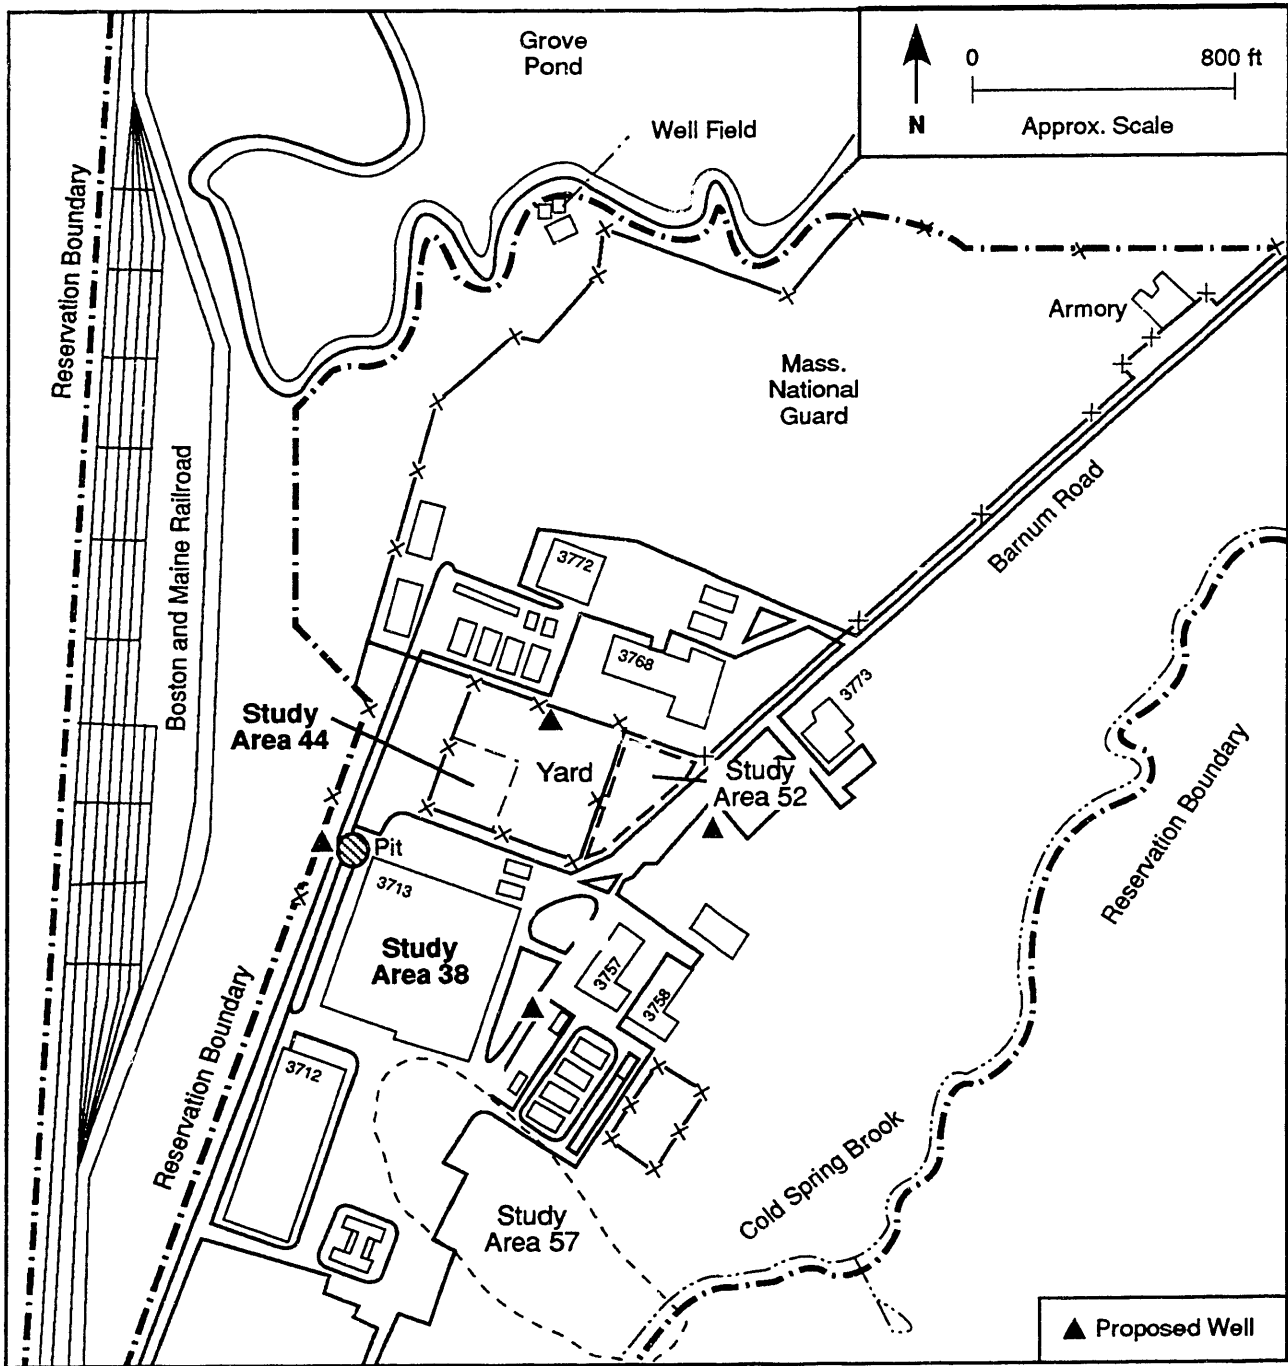 Grove
Pond
0
800 ft
N
Approx. Scale
Well Field
Reservation Boundary
Armory
Mass.
National
Guard
Boston and Maine Railroad
Barnum Road
3772
3768
3773
Study
Area 44
Yard
Study
Area 52
Reservation Boundary
Pit
3713
Study
Area 38
3757
3758
Reservation Boundary
3712
Cold Spring Brook
Study
Area 57
Proposed Well